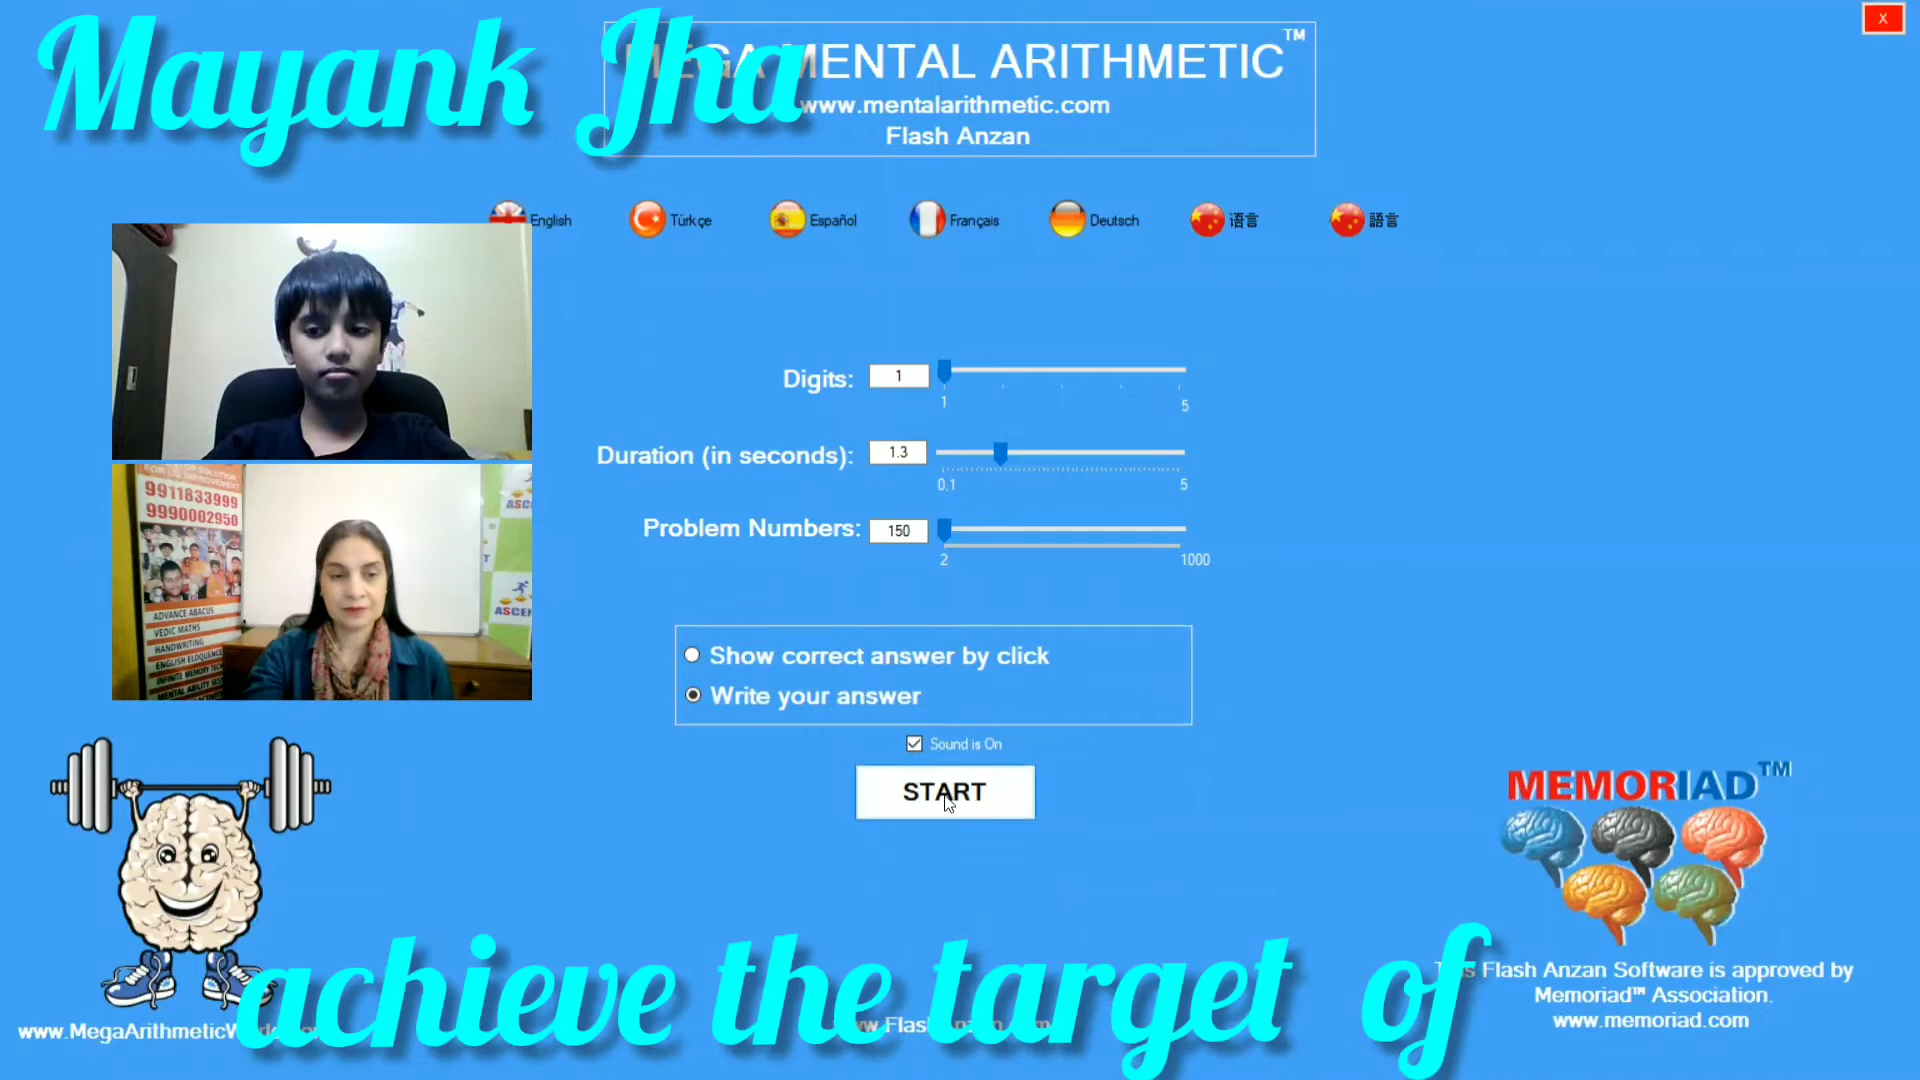 Mayank Jha
MEGA MENTAL ARITHMETIC™
www.mentalarithmetic.com
Flash Anzan
X
English
Türkçe
Español
Français
Deutsch
语言
語言
Digits: 1
1 5
Duration (in seconds): 1.3
0,1 5
Problem Numbers: 150
2 1000
9911833999
9990002950
ADVANCE ABACUS
VEDIC MATHS
HANDWRITING
ENGLISH ELOQUENCE
Show correct answer by click
Write your answer
Sound is On
START
MEMORIAD™
This Flash Anzan Software is approved by
Memoriad™ Association.
www.memoriad.com
achieve the target of